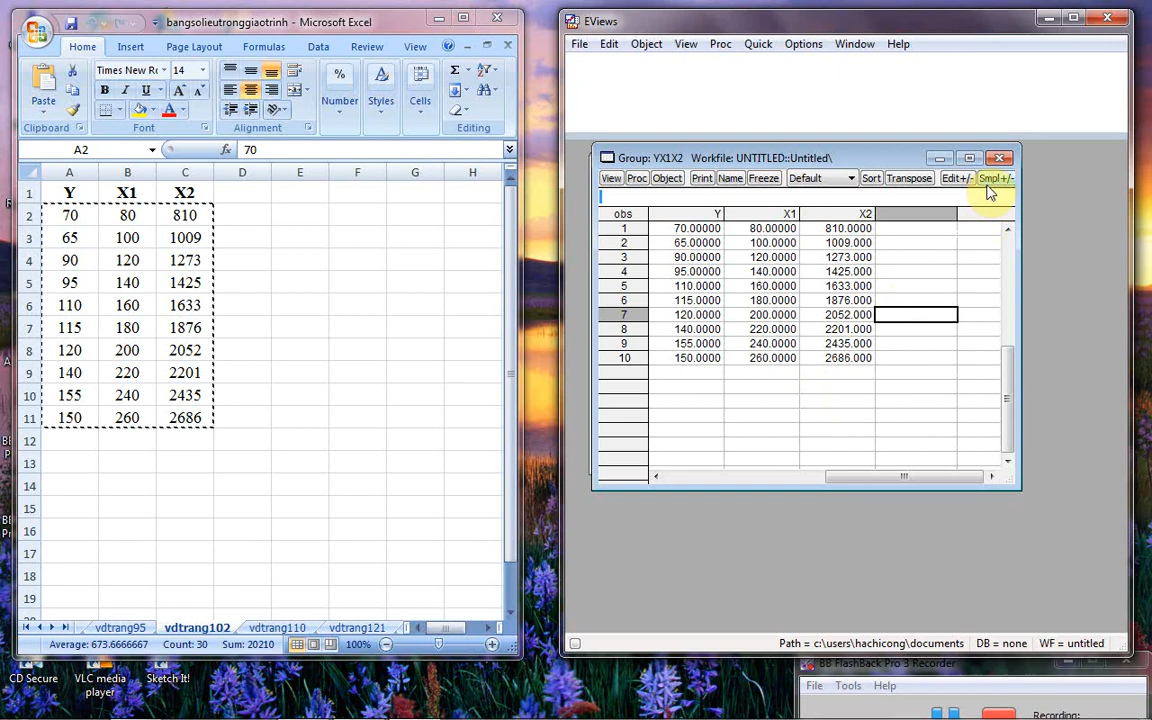 bangsolieutronggiaotrinh - Microsoft Excel
Home Insert Page Layout Formulas Data Review View
Paste
Times New Ro 14
B I U A A
% Number
Styles
Cells
Σ
Clipboard Font Alignment Editing
A2 fx 70
A B C D E F G H
1 Y X1 X2
2 70 80 810
3 65 100 1009
4 90 120 1273
5 95 140 1425
6 110 160 1633
7 115 180 1876
8 120 200 2052
9 140 220 2201
10 155 240 2435
11 150 260 2686
12
13
14
15
16
17
18
19
vdtrang95 vdtrang102 vdtrang110 vdtrang121
Average: 673.6666667 Count: 30 Sum: 20210 100%
EViews
File Edit Object View Proc Quick Options Window Help
Group: YX1X2 Workfile: UNTITLED::Untitled\
View Proc Object Print Name Freeze Default Sort Transpose Edit+/- Smpl+/-
obs Y X1 X2
1 70.00000 80.00000 810.0000
2 65.00000 100.0000 1009.000
3 90.00000 120.0000 1273.000
4 95.00000 140.0000 1425.000
5 110.0000 160.0000 1633.000
6 115.0000 180.0000 1876.000
7 120.0000 200.0000 2052.000
8 140.0000 220.0000 2201.000
9 155.0000 240.0000 2435.000
10 150.0000 260.0000 2686.000
Path = c:\users\hachicong\documents DB = none WF = untitled
CD Secure
VLC media player
Sketch It!
BB FlashBack Pro 3 Recorder
File Tools Help
Recording: